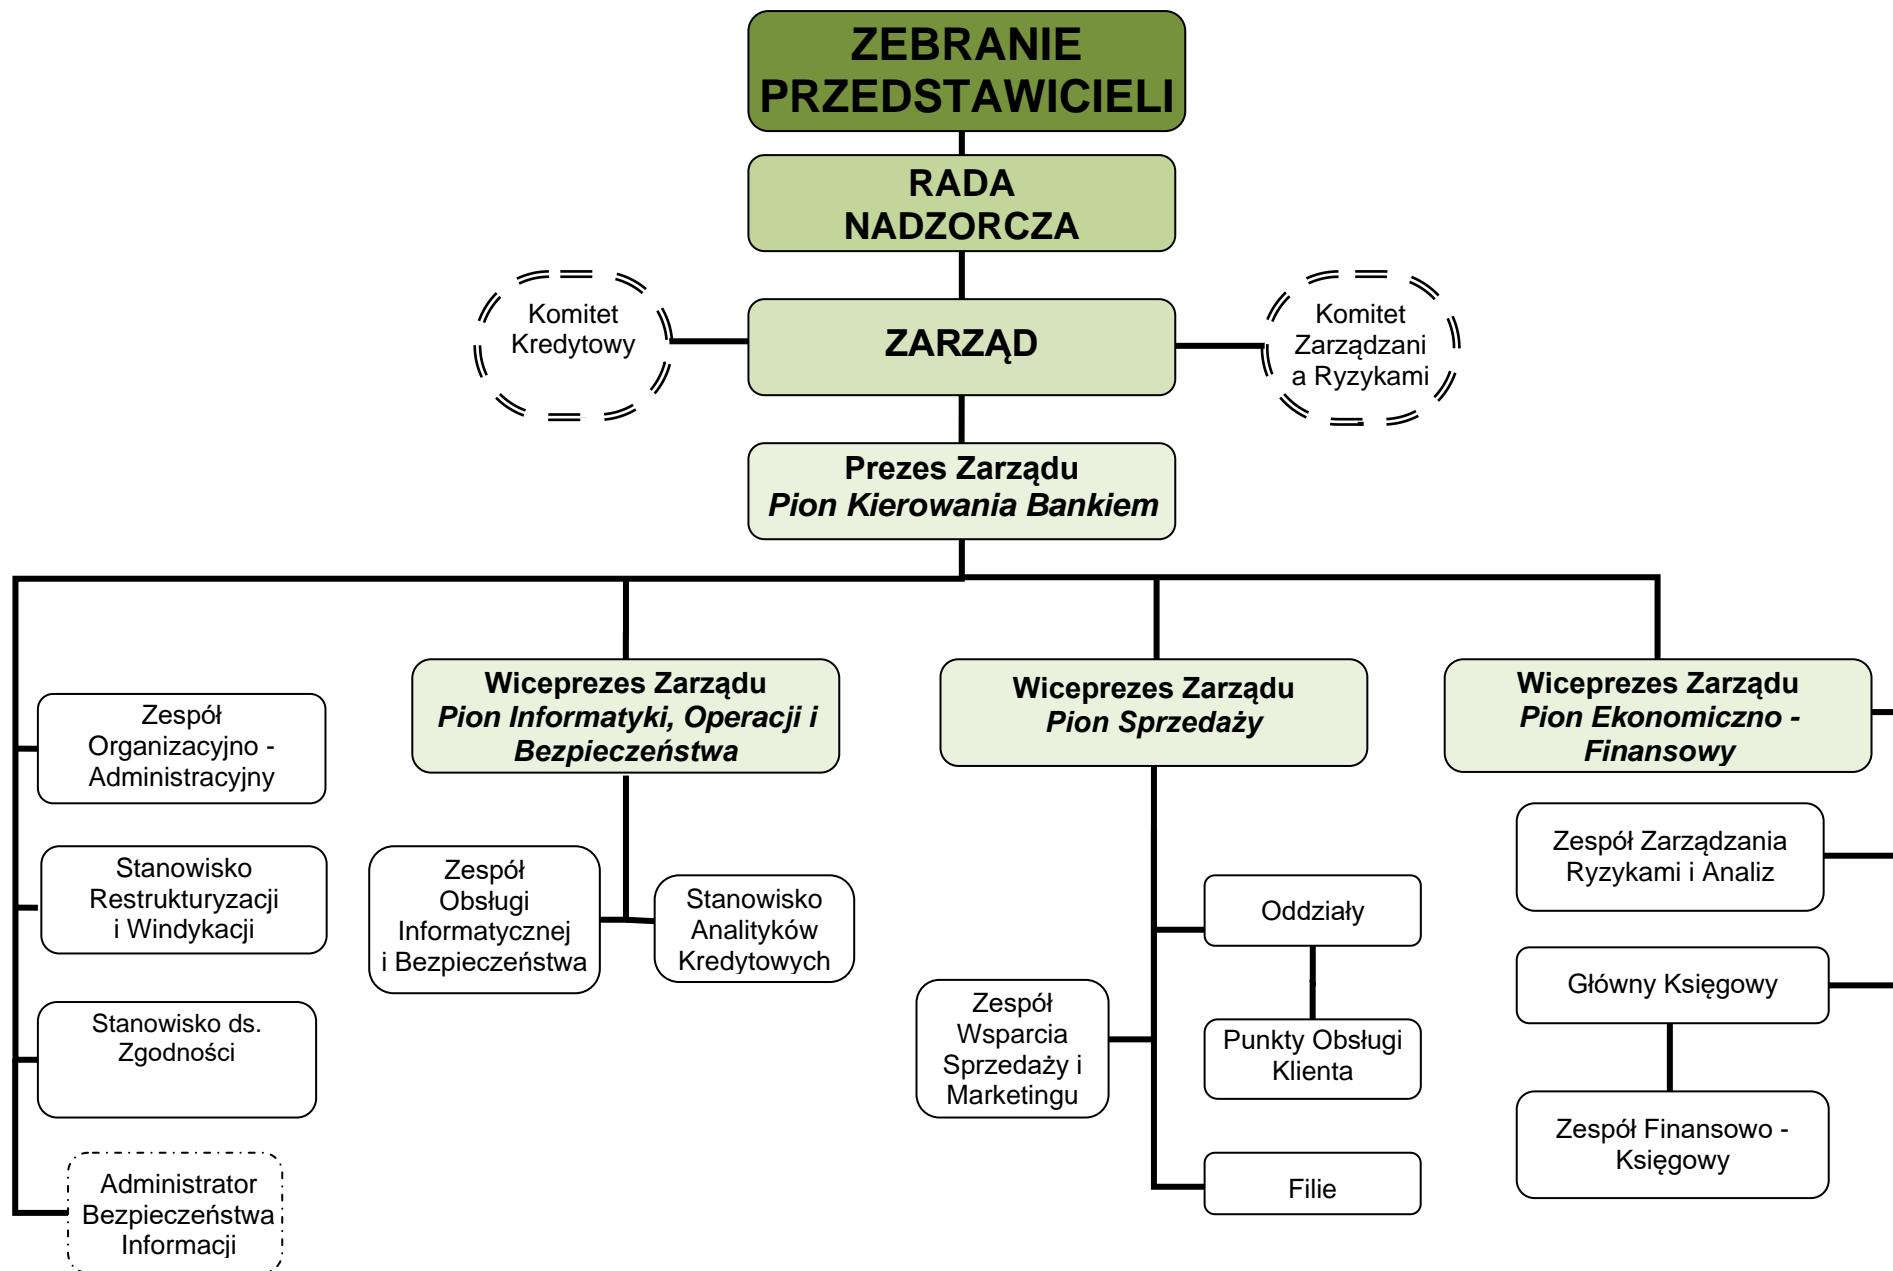 ZEBRANIE
PRZEDSTAWICIELI
RADA
NADZORCZA
Komitet
Kredytowy
ZARZĄD
Komitet
Zarządzani
a Ryzykami
Prezes Zarządu
Pion Kierowania Bankiem
Zespół
Organizacyjno -
Administracyjny
Stanowisko
Restrukturyzacji
i Windykacji
Stanowisko ds.
Zgodności
Administrator
Bezpieczeństwa
Informacji
Wiceprezes Zarządu
Pion Informatyki, Operacji i
Bezpieczeństwa
Zespół
Obsługi
Informatycznej
i Bezpieczeństwa
Stanowisko
Analityków
Kredytowych
Wiceprezes Zarządu
Pion Sprzedaży
Oddziały
Zespół
Wsparcia
Sprzedaży i
Marketingu
Punkty Obsługi
Klienta
Filie
Wiceprezes Zarządu
Pion Ekonomiczno -
Finansowy
Zespół Zarządzania
Ryzykami i Analiz
Główny Księgowy
Zespół Finansowo -
Księgowy